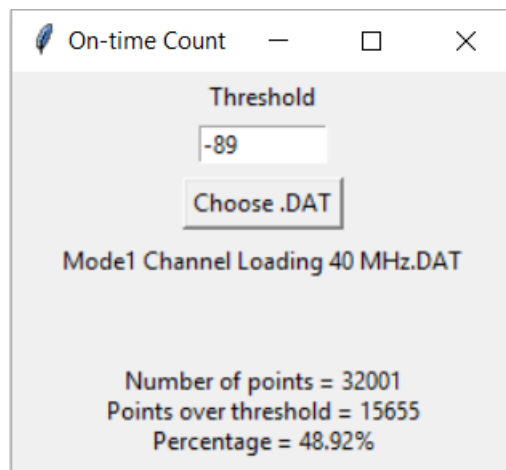 On-time Count
Threshold
-89
Choose .DAT
Mode1 Channel Loading 40 MHz.DAT
Number of points = 32001
Points over threshold = 15655
Percentage = 48.92%